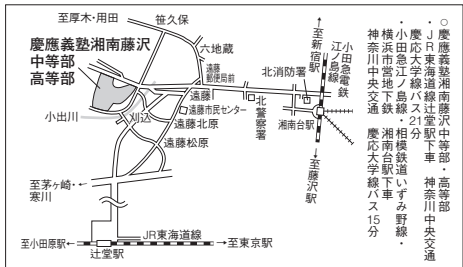 ○慶應義塾湘南藤沢中等部・高等部
・JR東海道線辻堂駅下車 神奈川中央交通
慶応大学線バス21分
・小田急江ノ島線・相模鉄道いずみ野線・
横浜市営地下鉄 湘南台駅下車
神奈川中央交通 慶応大学線バス15分
至厚木・用田
笹久保
六地蔵
遠藤
郵便局前
慶應義塾湘南藤沢
中等部
高等部
小出川
刈込
遠藤
遠藤市民センター
遠藤北原
遠藤松原
北警察署
北消防署
湘南台駅
小田急電鉄
江ノ島線
至新宿駅
至藤沢駅
至茅ヶ崎・
寒川
JR東海道線
至小田原駅
辻堂駅
至東京駅